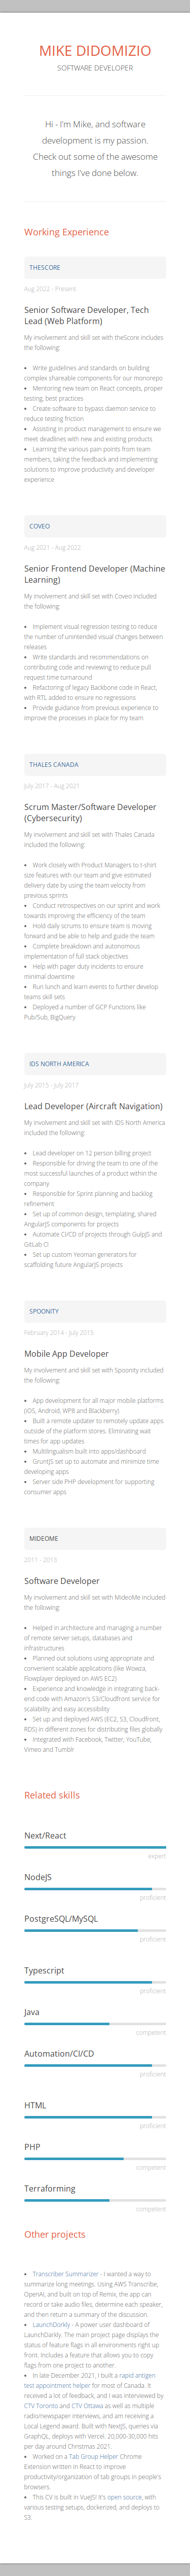 MIKE DIDOMIZIO
SOFTWARE DEVELOPER
Hi - I'm Mike, and software
development is my passion.
Check out some of the awesome
things I've done below.
Working Experience
THESCORE
Aug 2022 - Present
Senior Software Developer, Tech
Lead (Web Platform)
My involvement and skill set with theScore includes
the following:
• Write guidelines and standards on building
complex shareable components for our monorepo
• Mentoring new team on React concepts, proper
testing, best practices
• Create software to bypass daemon service to
reduce testing friction
• Assisting in product management to ensure we
meet deadlines with new and existing products
• Learning the various pain points from team
members, taking the feedback and implementing
solutions to improve productivity and developer
experience
COVEO
Aug 2021 - Aug 2022
Senior Frontend Developer (Machine
Learning)
My involvement and skill set with Coveo included
the following:
• Implement visual regression testing to reduce
the number of unintended visual changes between
releases
• Write standards and recommendations on
contributing code and reviewing to reduce pull
request time turnaround
• Refactoring of legacy Backbone code in React,
with RTL added to ensure no regressions
• Provide guidance from previous experience to
improve the processes in place for my team
THALES CANADA
July 2017 - Aug 2021
Scrum Master/Software Developer
(Cybersecurity)
My involvement and skill set with Thales Canada
included the following:
• Work closely with Product Managers to t-shirt
size features with our team and give estimated
delivery date by using the team velocity from
previous sprints
• Conduct retrospectives on our sprint and work
towards improving the efficiency of the team
• Hold daily scrums to ensure team is moving
forward and be able to help and guide the team
• Complete breakdown and autonomous
implementation of full stack objectives
• Help with pager duty incidents to ensure
minimal downtime
• Run lunch and learn events to further develop
teams skill sets
• Deployed a number of GCP Functions like
Pub/Sub, BigQuery
IDS NORTH AMERICA
July 2015 - July 2017
Lead Developer (Aircraft Navigation)
My involvement and skill set with IDS North America
included the following:
• Lead developer on 12 person billing project
• Responsible for driving the team to one of the
most successful launches of a product within the
company
• Responsible for Sprint planning and backlog
refinement
• Set up of common design, templating, shared
AngularJS components for projects
• Automate CI/CD of projects through GulpJS and
GitLab CI
• Set up custom Yeoman generators for
scaffolding future AngularJS projects
SPOONITY
February 2014 - July 2015
Mobile App Developer
My involvement and skill set with Spoonity included
the following:
• App development for all major mobile platforms
(iOS, Android, WP8 and Blackberry)
• Built a remote updater to remotely update apps
outside of the platform stores. Eliminating wait
times for app updates
• Multilingualism built into apps/dashboard
• GruntJS set up to automate and minimize time
developing apps
• Server side PHP development for supporting
consumer apps
MIDEOME
2011 - 2013
Software Developer
My involvement and skill set with MideoMe included
the following:
• Helped in architecture and managing a number
of remote server setups, databases and
infrastructures
• Planned out solutions using appropriate and
convenient scalable applications (like Wowza,
Flowplayer deployed on AWS EC2)
• Experience and knowledge in integrating back-
end code with Amazon's S3/Cloudfront service for
scalability and easy accessibility
• Set up and deployed AWS (EC2, S3, Cloudfront,
RDS) in different zones for distributing files globally
• Integrated with Facebook, Twitter, YouTube,
Vimeo and Tumblr
Related skills
Next/React
expert
NodeJS
proficient
PostgreSQL/MySQL
proficient
Typescript
proficient
Java
competent
Automation/CI/CD
proficient
HTML
proficient
PHP
competent
Terraforming
competent
Other projects
• Transcriber Summarizer - I wanted a way to
summarize long meetings. Using AWS Transcribe,
OpenAI, and built on top of Remix, the app can
record or take audio files, determine each speaker,
and then return a summary of the discussion.
• LaunchDorkly - A power user dashboard of
LaunchDarkly. The main project page displays the
status of feature flags in all environments right up
front. Includes a feature that allows you to copy
flags from one project to another.
• In late December 2021, I built a rapid antigen
test appointment helper for most of Canada. It
received a lot of feedback, and I was interviewed by
CTV Toronto and CTV Ottawa as well as multiple
radio/newspaper interviews, and am receiving a
Local Legend award. Built with NextJS, queries via
GraphQL, deploys with Vercel. 20,000-30,000 hits
per day around Christmas 2021.
• Worked on a Tab Group Helper Chrome
Extension written in React to improve
productivity/organization of tab groups in people's
browsers.
• This CV is built in VueJS! It's open source, with
various testing setups, dockerized, and deploys to
S3.